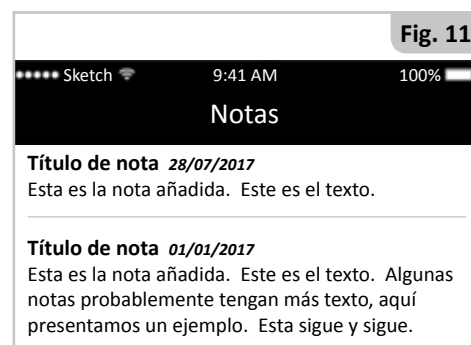 Fig. 11
Sketch 9:41 AM 100%
Notas
Título de nota 28/07/2017
Esta es la nota añadida. Este es el texto.
Título de nota 01/01/2017
Esta es la nota añadida. Este es el texto. Algunas
notas probablemente tengan más texto, aquí
presentamos un ejemplo. Esta sigue y sigue.